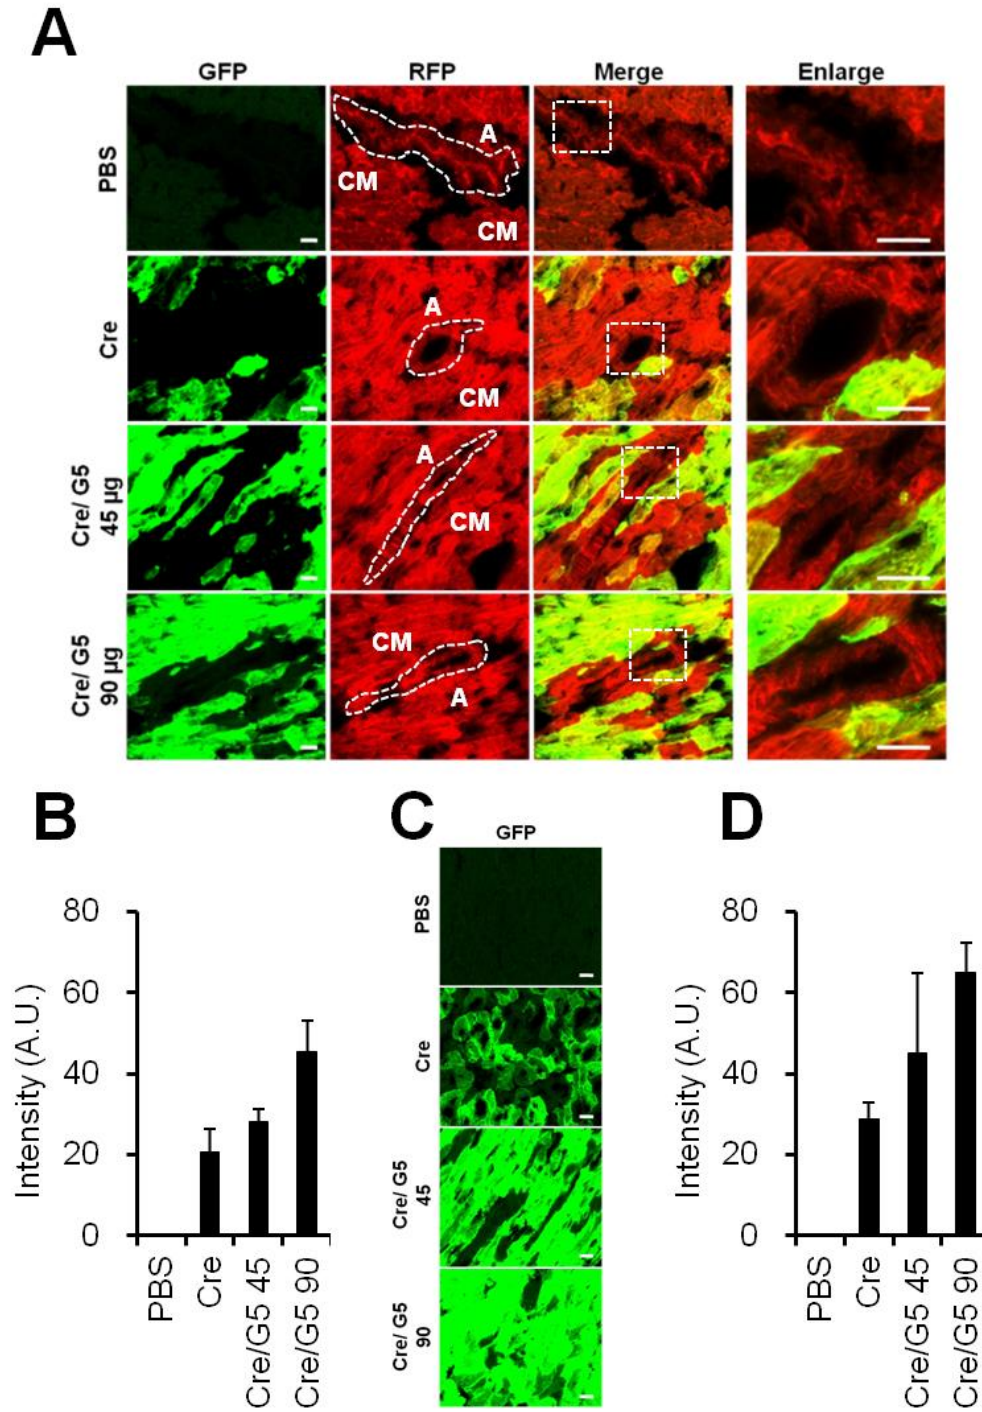 A
GFP RFP Merge Enlarge
PBS
A
CM
CM
Cre
A
CM
Cre/ G5
45 µg
A
CM
Cre/ G5
90 µg
CM
A
B
Intensity (A.U.)
80
60
40
20
0
PBS
Cre
Cre/G5 45
Cre/G5 90
C
GFP
PBS
Cre
Cre/ G5
45
Cre/ G5
90
D
Intensity (A.U.)
80
60
40
20
0
PBS
Cre
Cre/G5 45
Cre/G5 90